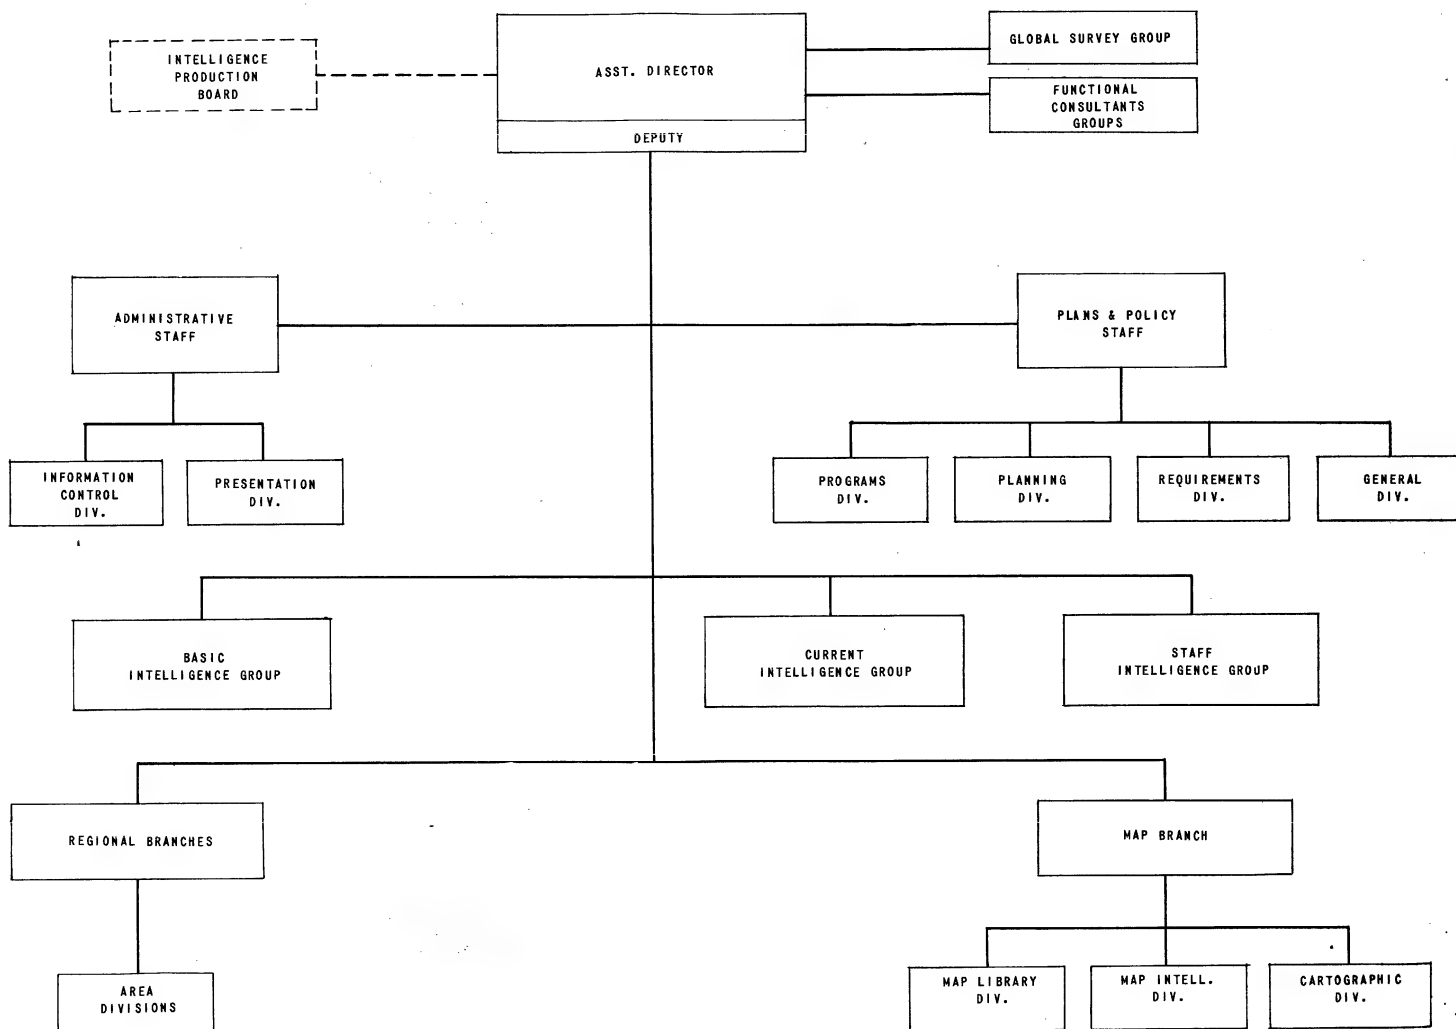 INTELLIGENCE
PRODUCTION
BOARD
ASST. DIRECTOR
DEPUTY
GLOBAL SURVEY GROUP
FUNCTIONAL
CONSULTANTS
GROUPS
ADMINISTRATIVE
STAFF
PLANS & POLICY
STAFF
INFORMATION
CONTROL
DIV.
PRESENTATION
DIV.
PROGRAMS
DIV.
PLANNING
DIV.
REQUIREMENTS
DIV.
GENERAL
DIV.
BASIC
INTELLIGENCE GROUP
CURRENT
INTELLIGENCE GROUP
STAFF
INTELLIGENCE GROUP
REGIONAL BRANCHES
MAP BRANCH
AREA
DIVISIONS
MAP LIBRARY
DIV.
MAP INTELL.
DIV.
CARTOGRAPHIC
DIV.